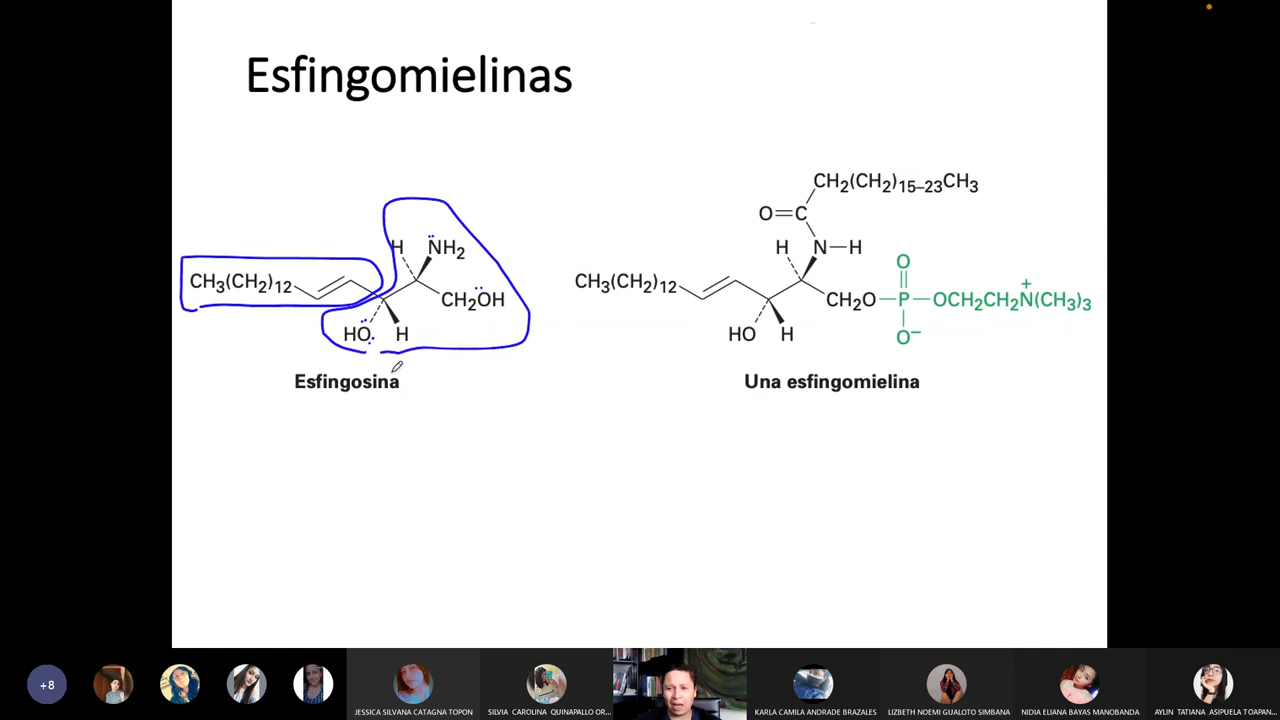 Esfingomielinas
CH₂(CH₂)₁₅₋₂₃CH₃
O=C
H NH₂
H N—H
O
CH₃(CH₂)₁₂
CH₂OH
CH₃(CH₂)₁₂
CH₂O—P—OCH₂CH₂N⁺(CH₃)₃
HO H
HO H
O⁻
Esfingosina
Una esfingomielina
+8
JESSICA SILVANA CATAGNA TOPON
SILVIA CAROLINA QUINAPALLO OR...
KARLA CAMILA ANDRADE BRAZALES
LIZBETH NOEMI GUALOTO SIMBANA
NIDIA ELIANA BAYAS MANOBANDA
AYLIN TATIANA ASIPUELA TOAPAN...